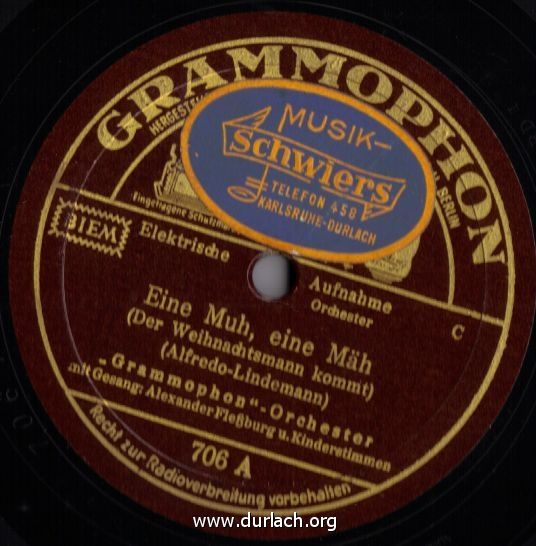 GRAMMOPHON
BERLIN
MUSIK-
Schwiers
TELEFON 458
KARLSRUHE-DURLACH
BIEM
Elektrische Aufnahme
Orchester
C
Eine Muh, eine Mäh
(Der Weihnachtsmann kommt)
(Alfredo-Lindemann)
„Grammophon"-Orchester
mit Gesang: Alexander Fleßburg u. Kinderstimmen
706 A
Recht zur Radioverbreitung vorbehalten
www.durlach.org